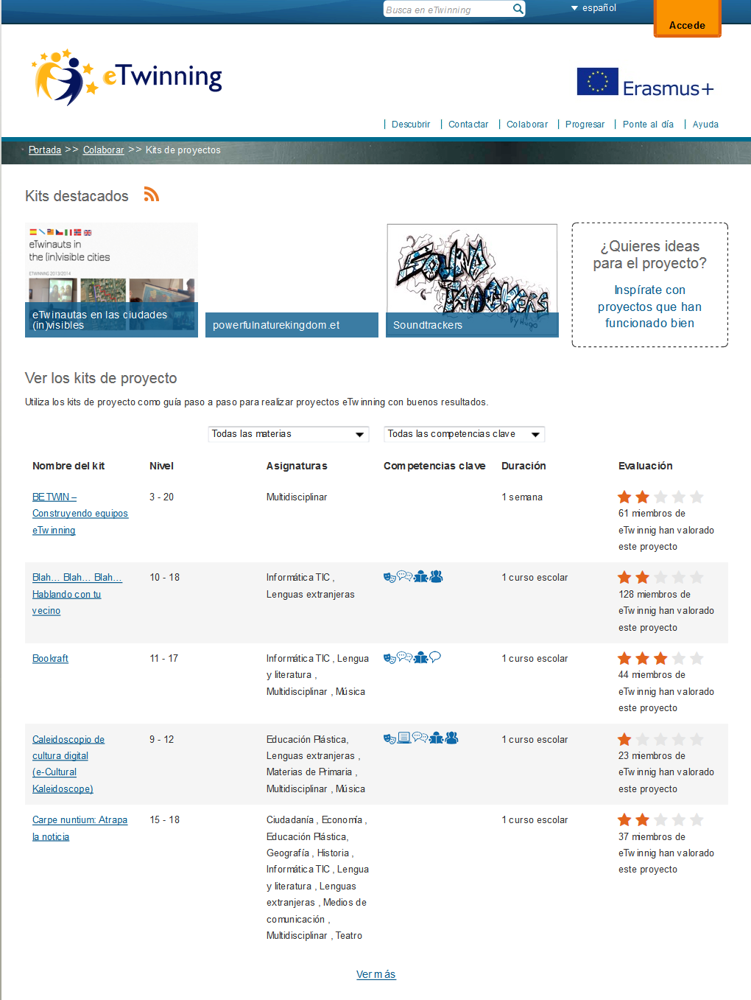 Busca en eTwinning
español
Accede
eTwinning
Erasmus+
Descubrir
Contactar
Colaborar
Progresar
Ponte al día
Ayuda
Portada >> Colaborar >> Kits de proyectos
Kits destacados
eTwinauts in
the (in)visible cities
ETWINNING 2013/2014
eTwinautas en las ciudades
(in)visibles
powerfulnaturekingdom.et
SOUND
TRACKERS
by Hugo
Soundtrackers
¿Quieres ideas
para el proyecto?
Inspírate con
proyectos que han
funcionado bien
Ver los kits de proyecto
Utiliza los kits de proyecto como guía paso a paso para realizar proyectos eTwinning con buenos resultados.
Todas las materias
Todas las competencias clave
Nombre del kit
Nivel
Asignaturas
Competencias clave
Duración
Evaluación
BETWIN –
Construyendo equipos
eTwinning
3 - 20
Multidisciplinar
1 semana
61 miembros de
eTwinnig han valorado
este proyecto
Blah... Blah... Blah...
Hablando con tu
vecino
10 - 18
Informática TIC ,
Lenguas extranjeras
1 curso escolar
128 miembros de
eTwinnig han valorado
este proyecto
Bookraft
11 - 17
Informática TIC , Lengua
y literatura ,
Multidisciplinar , Música
1 curso escolar
44 miembros de
eTwinnig han valorado
este proyecto
Caleidoscopio de
cultura digital
(e-Cultural
Kaleidoscope)
9 - 12
Educación Plástica,
Lenguas extranjeras ,
Materias de Primaria ,
Multidisciplinar , Música
1 curso escolar
23 miembros de
eTwinnig han valorado
este proyecto
Carpe nuntium: Atrapa
la noticia
15 - 18
Ciudadanía , Economía ,
Educación Plástica,
Geografía , Historia ,
Informática TIC , Lengua
y literatura , Lenguas
extranjeras , Medios de
comunicación ,
Multidisciplinar , Teatro
1 curso escolar
37 miembros de
eTwinnig han valorado
este proyecto
Ver más